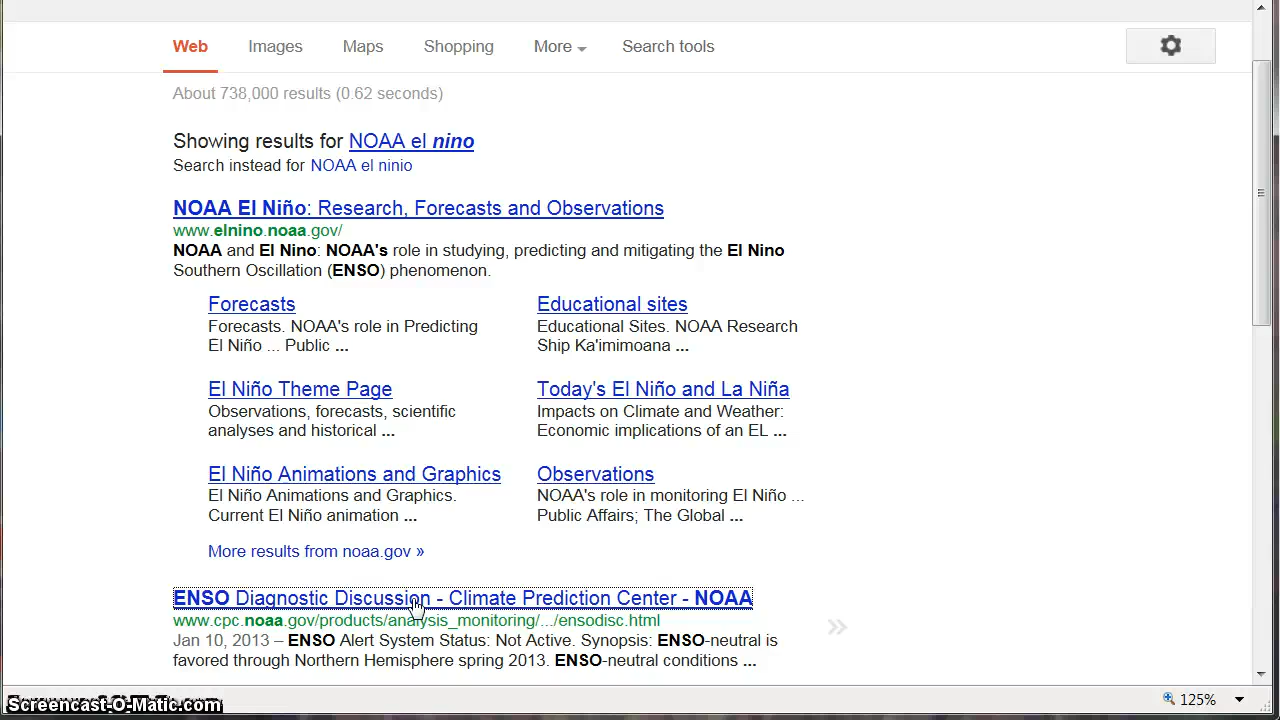 Web Images Maps Shopping More Search tools
About 738,000 results (0.62 seconds)
Showing results for NOAA el nino
Search instead for NOAA el ninio
NOAA El Niño: Research, Forecasts and Observations
www.elnino.noaa.gov/
NOAA and El Nino: NOAA's role in studying, predicting and mitigating the El Nino
Southern Oscillation (ENSO) phenomenon.
Forecasts
Forecasts. NOAA's role in Predicting
El Niño ... Public ...
Educational sites
Educational Sites. NOAA Research
Ship Ka'imimoana ...
El Niño Theme Page
Observations, forecasts, scientific
analyses and historical ...
Today's El Niño and La Niña
Impacts on Climate and Weather:
Economic implications of an EL ...
El Niño Animations and Graphics
El Niño Animations and Graphics.
Current El Niño animation ...
Observations
NOAA's role in monitoring El Niño ...
Public Affairs; The Global ...
More results from noaa.gov »
ENSO Diagnostic Discussion - Climate Prediction Center - NOAA
www.cpc.noaa.gov/products/analysis_monitoring/.../ensodisc.html
Jan 10, 2013 – ENSO Alert System Status: Not Active. Synopsis: ENSO-neutral is
favored through Northern Hemisphere spring 2013. ENSO-neutral conditions ...
Screencast-O-Matic.com
125%